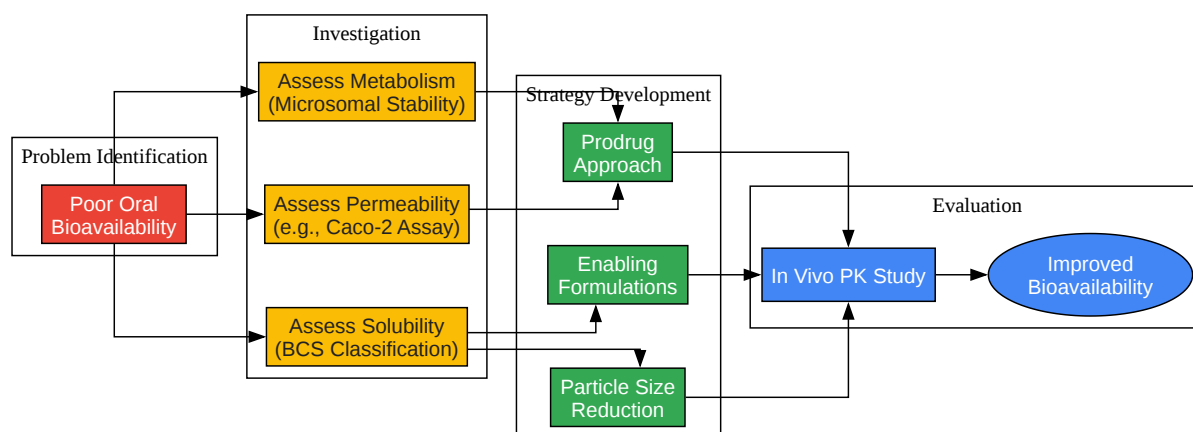 Problem Identification
Poor Oral
Bioavailability
Investigation
Assess Metabolism
(Microsomal Stability)
Assess Permeability
(e.g., Caco-2 Assay)
Assess Solubility
(BCS Classification)
Strategy Development
Prodrug
Approach
Enabling
Formulations
Particle Size
Reduction
Evaluation
In Vivo PK Study
Improved
Bioavailability